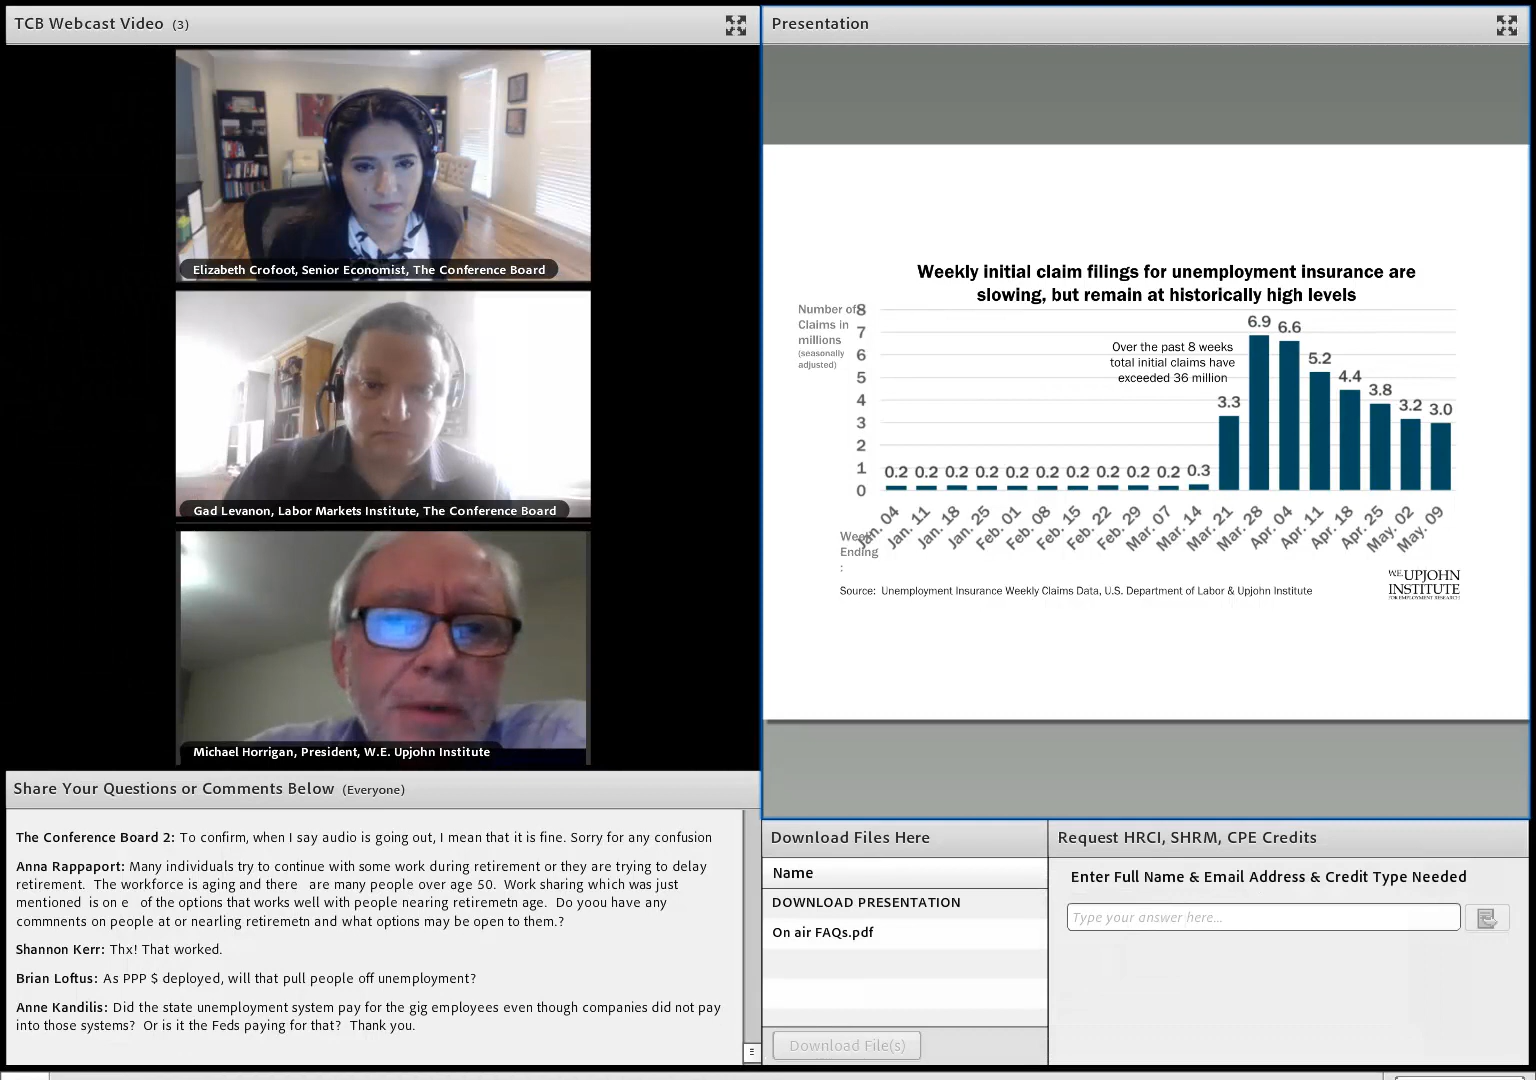 TCB Webcast Video (3)
Elizabeth Crofoot, Senior Economist, The Conference Board
Gad Levanon, Labor Markets Institute, The Conference Board
Michael Horrigan, President, W.E. Upjohn Institute
Share Your Questions or Comments Below (Everyone)
The Conference Board 2: To confirm, when I say audio is going out, I mean that it is fine. Sorry for any confusion
Anna Rappaport: Many individuals try to continue with some work during retirement or they are trying to delay
retirement. The workforce is aging and there are many people over age 50. Work sharing which was just
mentioned is on e of the options that works well with people nearing retiremetn age. Do yoou have any
commnents on people at or nearling retiremetn and what options may be open to them.?
Shannon Kerr: Thx! That worked.
Brian Loftus: As PPP $ deployed, will that pull people off unemployment?
Anne Kandilis: Did the state unemployment system pay for the gig employees even though companies did not pay
into those systems? Or is it the Feds paying for that? Thank you.
Presentation
Weekly initial claim filings for unemployment insurance are
slowing, but remain at historically high levels
Number of
Claims in
millions
(seasonally
adjusted)
8
7
6
5
4
3
2
1
0
Over the past 8 weeks
total initial claims have
exceeded 36 million
0.2 0.2 0.2 0.2 0.2 0.2 0.2 0.2 0.2 0.2 0.3 3.3 6.9 6.6 5.2 4.4 3.8 3.2 3.0
Jan. 04 Jan. 11 Jan. 18 Jan. 25 Feb. 01 Feb. 08 Feb. 15 Feb. 22 Feb. 29 Mar. 07 Mar. 14 Mar. 21 Mar. 28 Apr. 04 Apr. 11 Apr. 18 Apr. 25 May. 02 May. 09
Week
Ending
:
Source: Unemployment Insurance Weekly Claims Data, U.S. Department of Labor & Upjohn Institute
W.E. UPJOHN
INSTITUTE
FOR EMPLOYMENT RESEARCH
Download Files Here
Name
DOWNLOAD PRESENTATION
On air FAQs.pdf
Download File(s)
Request HRCI, SHRM, CPE Credits
Enter Full Name & Email Address & Credit Type Needed
Type your answer here...